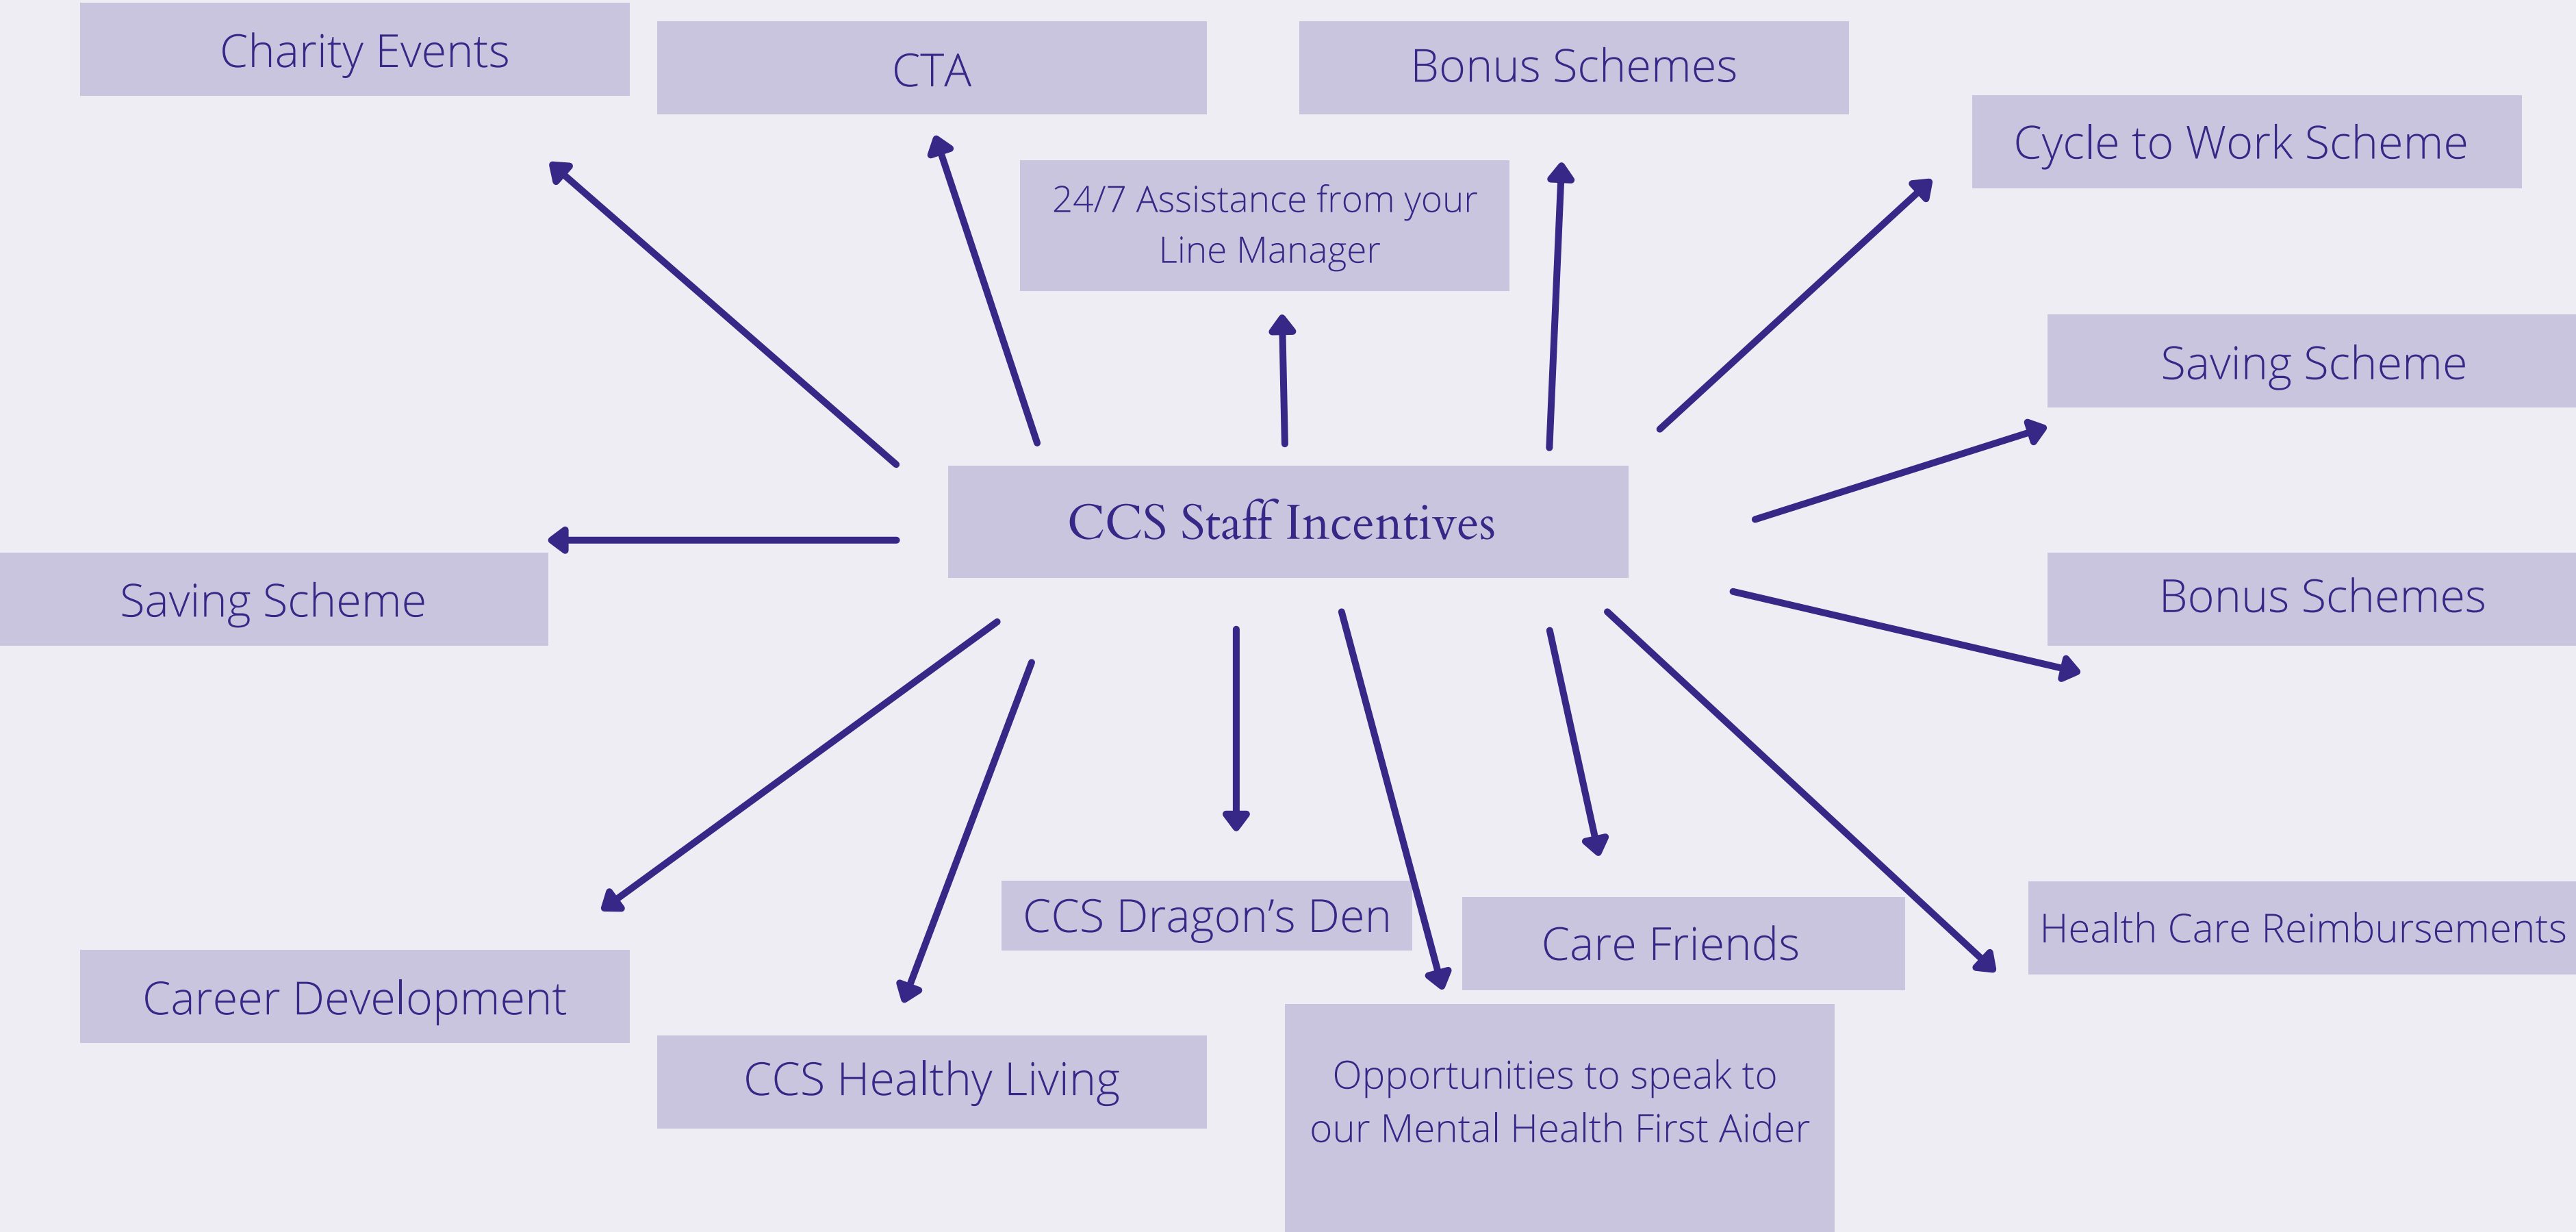 Charity Events
CTA
Bonus Schemes
Cycle to Work Scheme
24/7 Assistance from your
Line Manager
Saving Scheme
CCS Staff Incentives
Saving Scheme
Bonus Schemes
CCS Dragon’s Den
Care Friends
Health Care Reimbursements
Career Development
CCS Healthy Living
Opportunities to speak to
our Mental Health First Aider